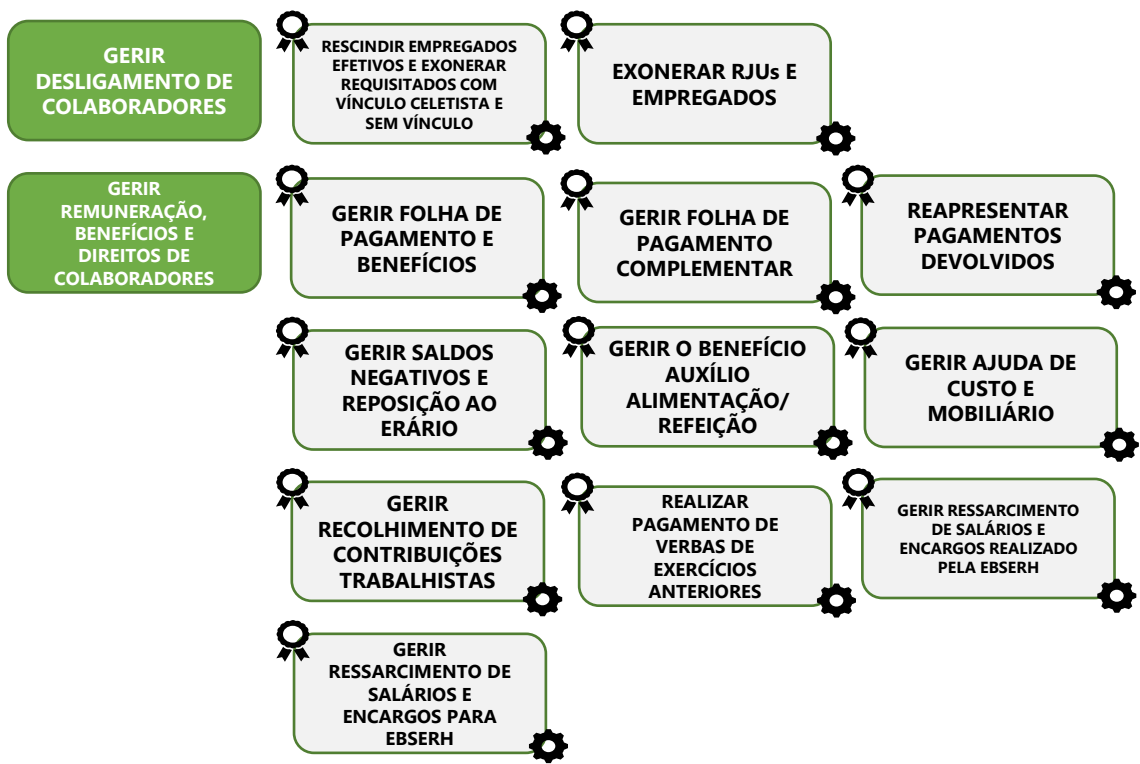 GERIR
DESLIGAMENTO DE
COLABORADORES
RESCINDIR EMPREGADOS
EFETIVOS E EXONERAR
REQUISITADOS COM
VÍNCULO CELETISTA E
SEM VÍNCULO
EXONERAR RJUs E
EMPREGADOS
GERIR
REMUNERAÇÃO,
BENEFÍCIOS E
DIREITOS DE
COLABORADORES
GERIR FOLHA DE
PAGAMENTO E
BENEFÍCIOS
GERIR FOLHA DE
PAGAMENTO
COMPLEMENTAR
REAPRESENTAR
PAGAMENTOS
DEVOLVIDOS
GERIR SALDOS
NEGATIVOS E
REPOSIÇÃO AO
ERÁRIO
GERIR O BENEFÍCIO
AUXÍLIO
ALIMENTAÇÃO/
REFEIÇÃO
GERIR AJUDA DE
CUSTO E
MOBILIÁRIO
GERIR
RECOLHIMENTO DE
CONTRIBUIÇÕES
TRABALHISTAS
REALIZAR
PAGAMENTO DE
VERBAS DE
EXERCÍCIOS
ANTERIORES
GERIR RESSARCIMENTO
DE SALÁRIOS E
ENCARGOS REALIZADO
PELA EBSERH
GERIR
RESSARCIMENTO DE
SALÁRIOS E
ENCARGOS PARA
EBSERH